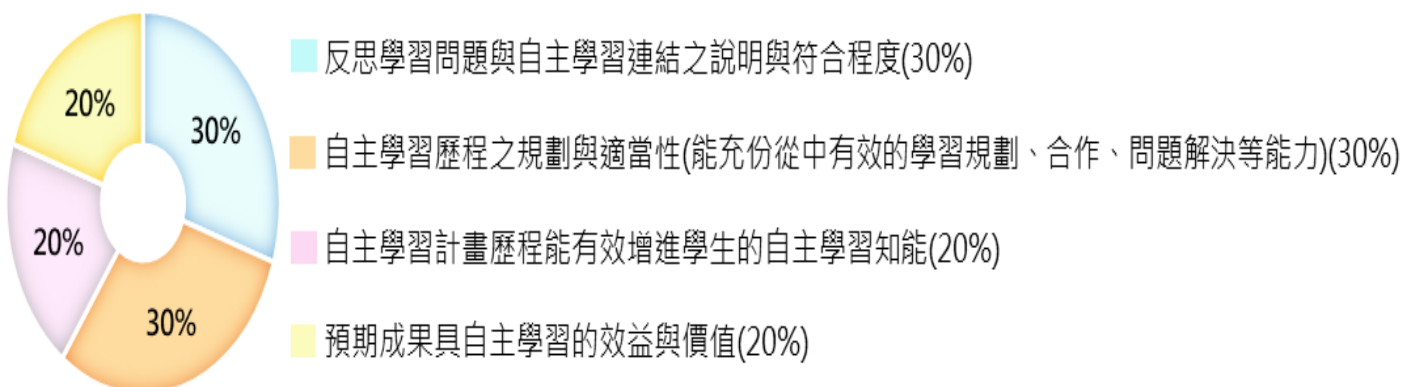 反思學習問題與自主學習連結之說明與符合程度(30%)
20%
30%
自主學習歷程之規劃與適當性(能充份從中有效的學習規劃、合作、問題解決等能力)(30%)
20%
自主學習計畫歷程能有效增進學生的自主學習知能(20%)
30%
預期成果具自主學習的效益與價值(20%)